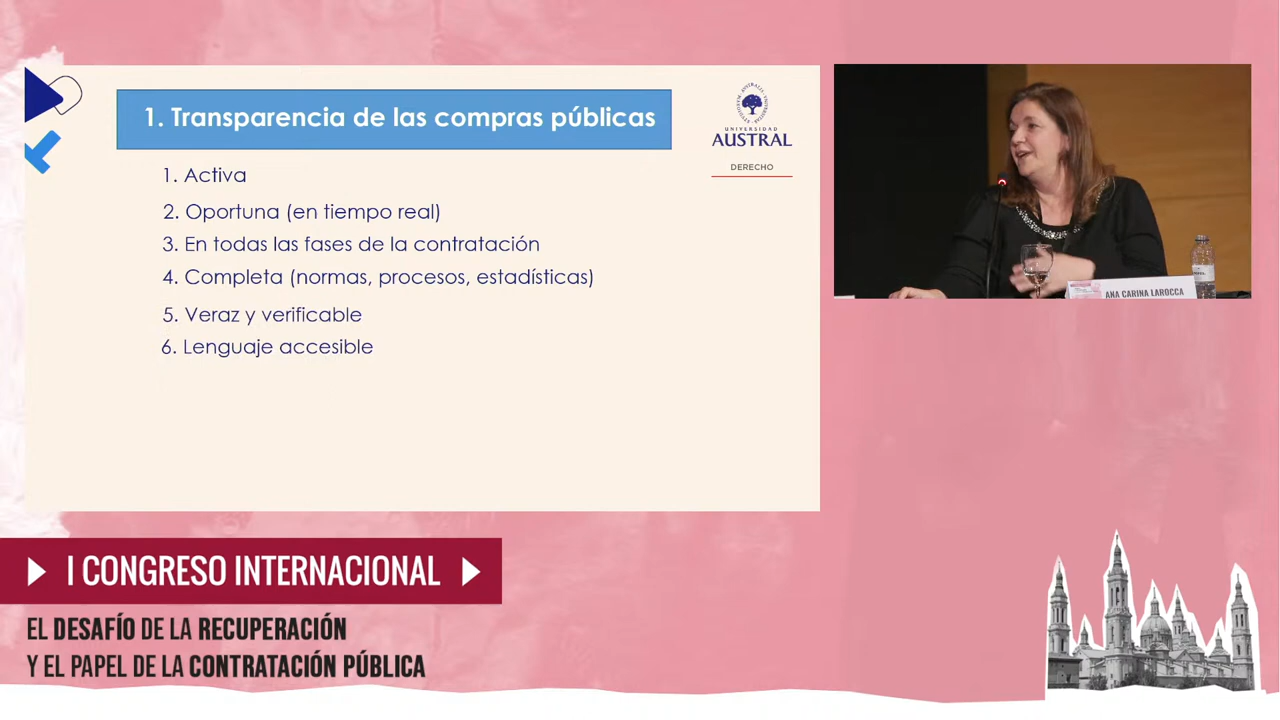 1. Transparencia de las compras públicas
1. Activa
2. Oportuna (en tiempo real)
3. En todas las fases de la contratación
4. Completa (normas, procesos, estadísticas)
5. Veraz y verificable
6. Lenguaje accesible
UNIVERSIDAD
AUSTRAL
DERECHO
ANA CARINA LAROCCA
I CONGRESO INTERNACIONAL
EL DESAFÍO DE LA RECUPERACIÓN
Y EL PAPEL DE LA CONTRATACIÓN PÚBLICA